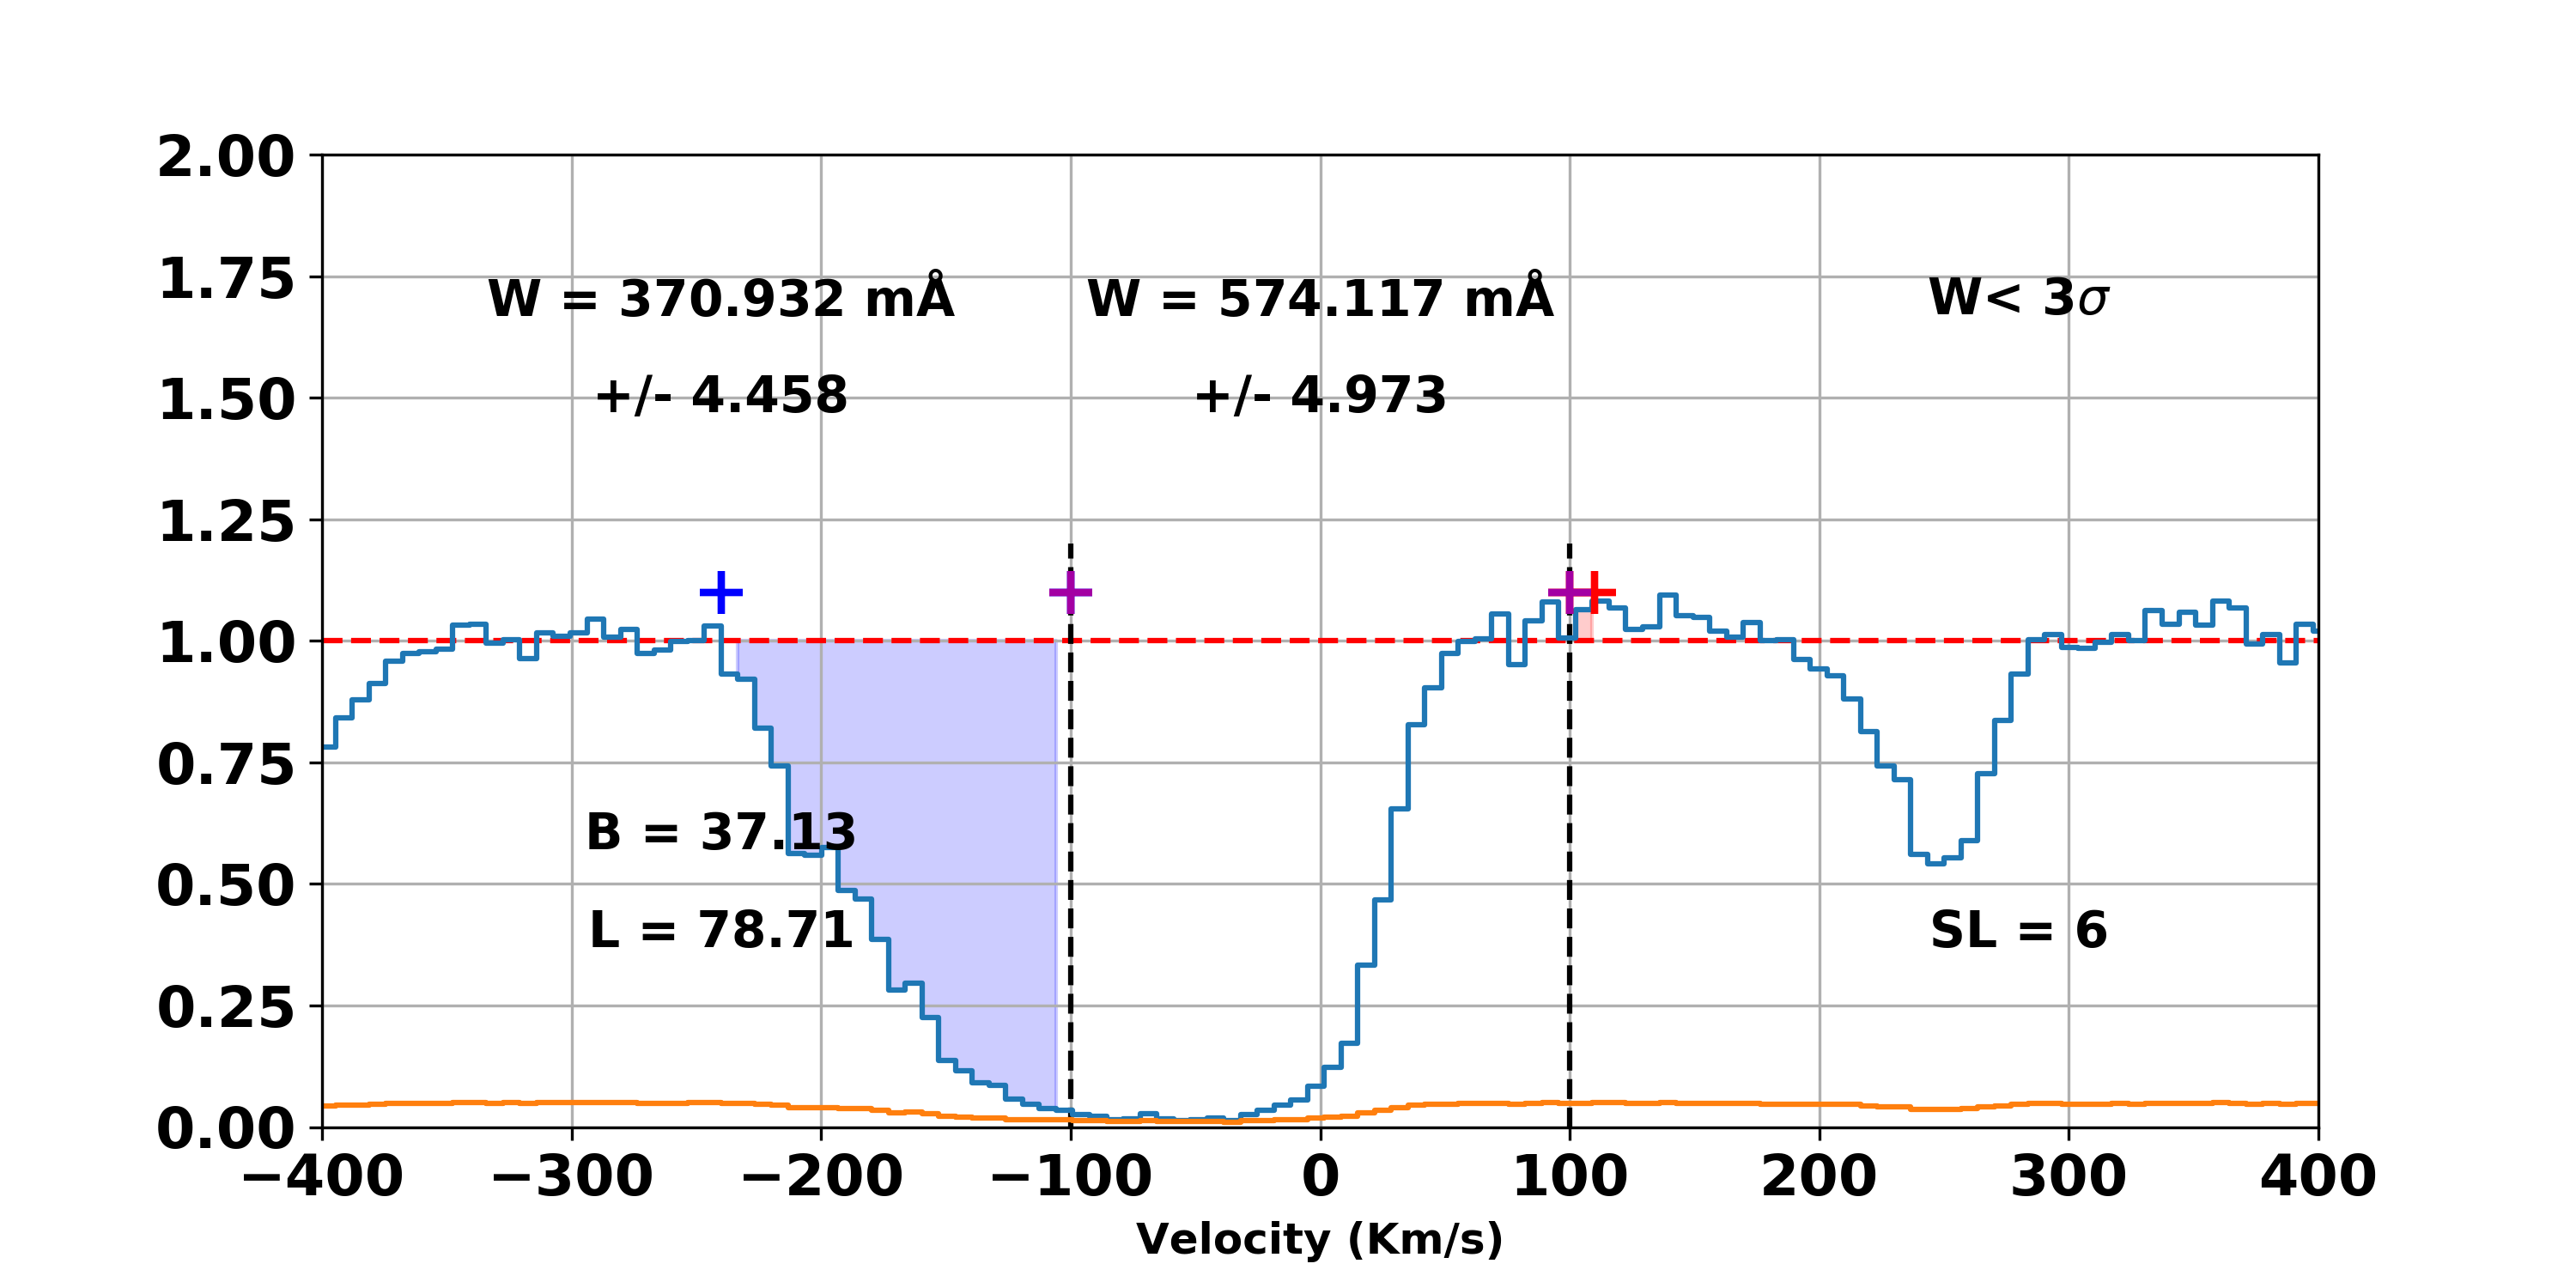 2.00
1.75
1.50
1.25
1.00
0.75
0.50
0.25
0.00
W = 370.932 mÅ
+/- 4.458
W = 574.117 mÅ
+/- 4.973
W< 3σ
B = 37.13
L = 78.71
SL = 6
−400 −300 −200 −100 0 100 200 300 400
Velocity (Km/s)